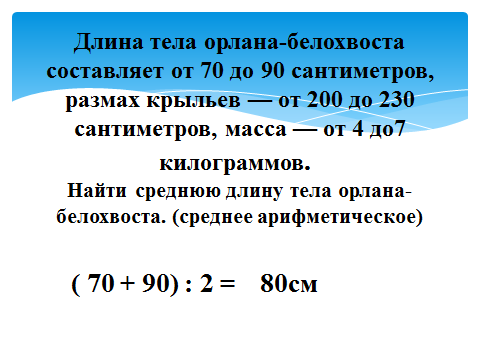 Длина тела орлана-белохвоста
составляет от 70 до 90 сантиметров,
размах крыльев — от 200 до 230
сантиметров, масса — от 4 до7
килограммов.
Найти среднюю длину тела орлана-
белохвоста. (среднее арифметическое)
( 70 + 90) : 2 = 80см